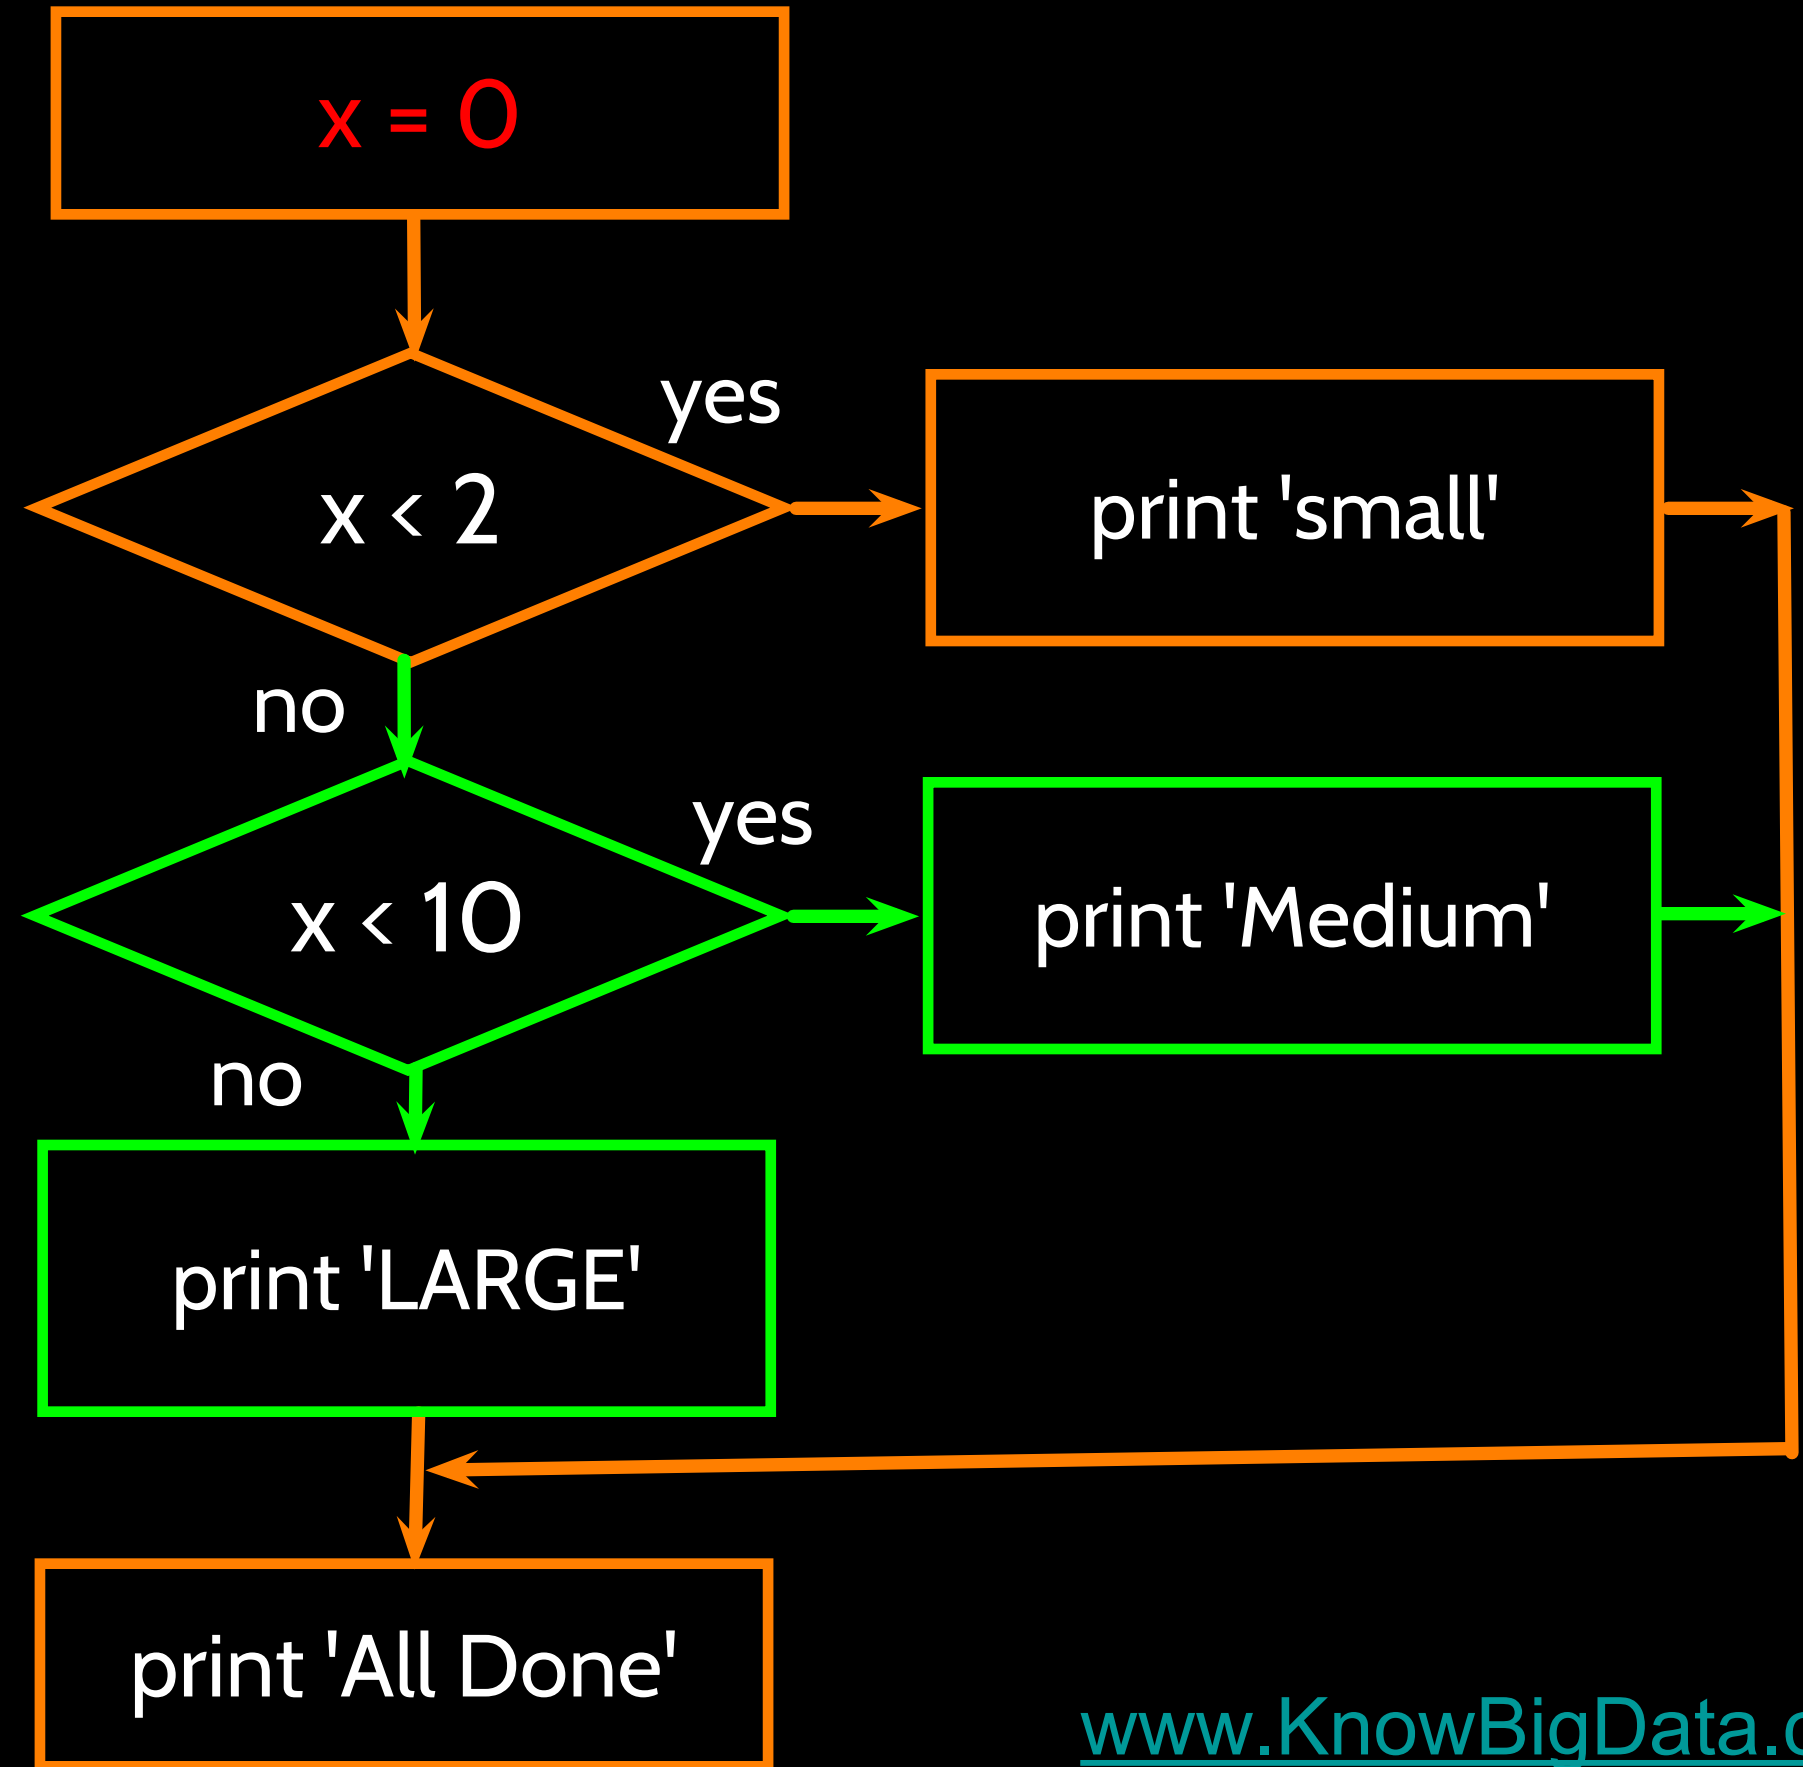 x = 0
yes
x < 2
print 'small'
no
yes
x < 10
print 'Medium'
no
print 'LARGE'
print 'All Done'
www.KnowBigData.c